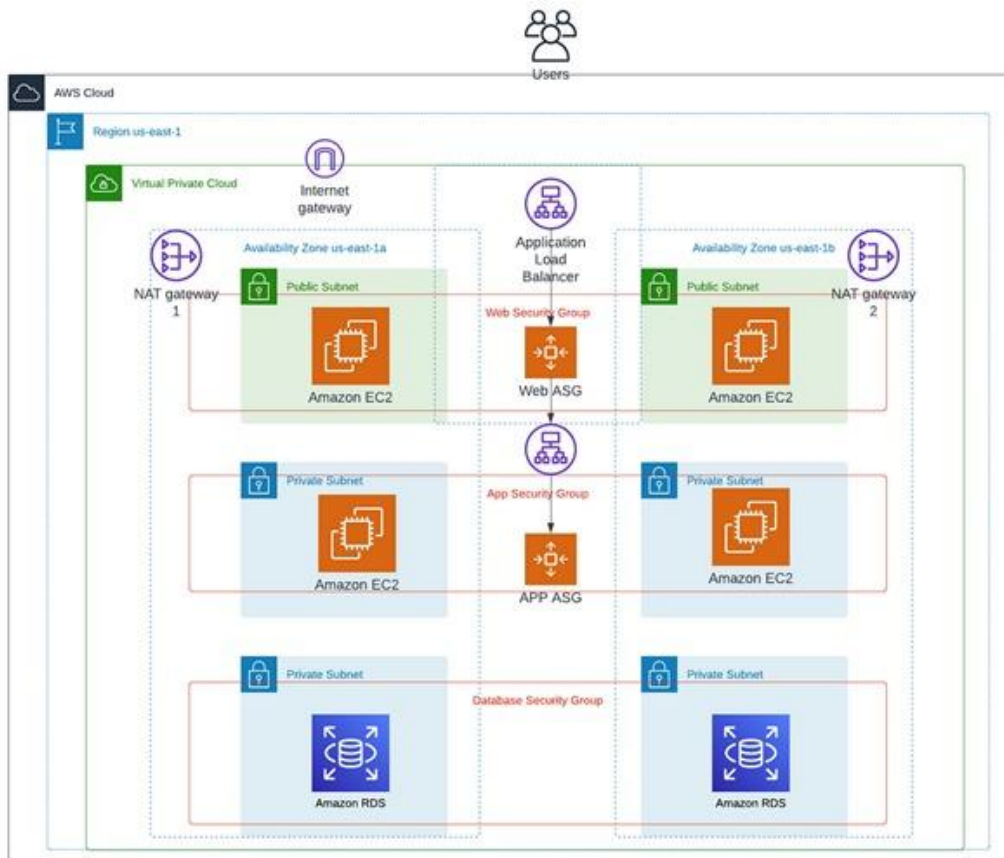 Users
AWS Cloud
Region us-east-1
Virtual Private Cloud
Internet
gateway
Application
Load
Balancer
Availability Zone us-east-1a
Availability Zone us-east-1b
NAT gateway
1
NAT gateway
2
Public Subnet
Public Subnet
Web Security Group
Amazon EC2
Web ASG
Amazon EC2
Private Subnet
Private Subnet
App Security Group
Amazon EC2
APP ASG
Amazon EC2
Private Subnet
Private Subnet
Database Security Group
Amazon RDS
Amazon RDS